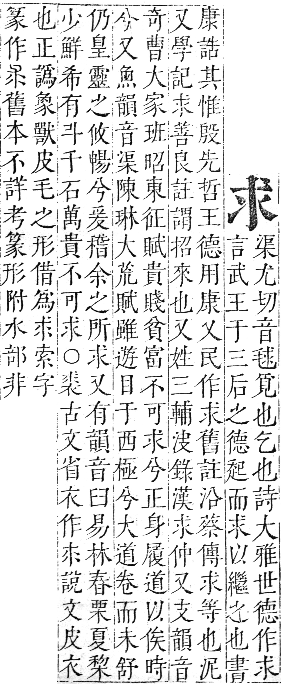 求
渠尤切音毬覓也乞也詩大雅世德作求
言武王于三后之德起而求以繼之也書
康誥其惟殷先哲王德用康乂民作求舊註沿蔡傳求等也泥
又學記求善良註謂招來也又姓三輔決錄漢求仲又支韻音
奇曹大家班昭東征賦貴賤貧富不可求兮正身履道以俟時
今又魚韻音渠陳琳大荒賦雖遊目于西極兮大道卷而未舒
仍皇靈之攸暢兮爰稽余之所求又有韻音臼易林春栗夏棃
少鮮希有斗千石萬貴不可求○裘古文省衣作求說文皮衣
也正譌象獸皮毛之形借為求索字
篆作求舊本不詳考篆形附水部非